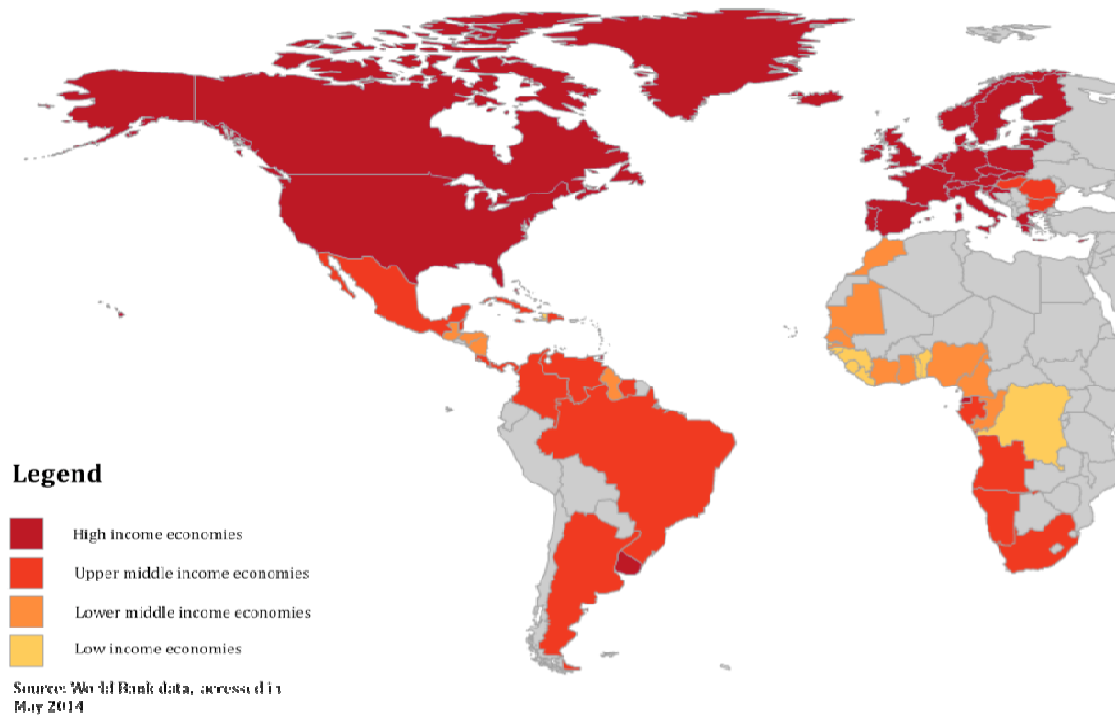 Legend
High income economies
Upper middle income economies
Lower middle income economies
Low income economies
Source: World Bank data, accessed in
May 2014